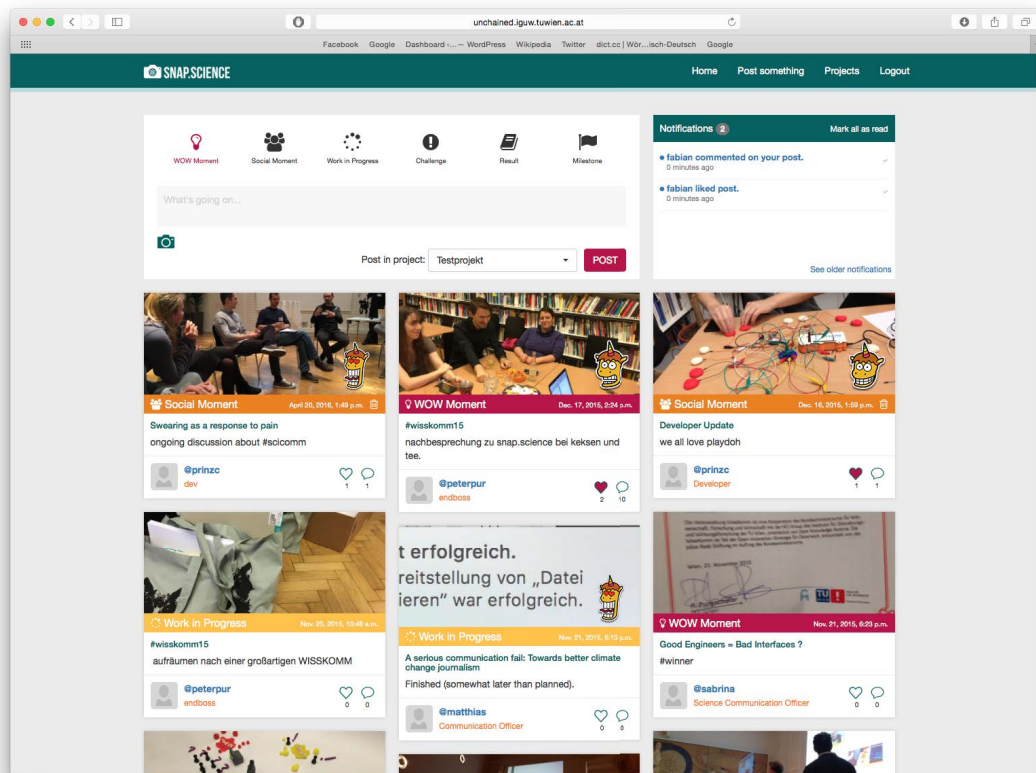 unchained.iguw.tuwien.ac.at
Facebook Google Dashboard -...— WordPress Wikipedia Twitter dict.cc | Wör...isch-Deutsch Google
SNAP.SCIENCE
Home Post something Projects Logout
WOW Moment
Social Moment
Work in Progress
Challenge
Result
Milestone
What's going on...
Post in project: Testprojekt POST
Notifications 2 Mark all as read
fabian commented on your post.
0 minutes ago
fabian liked post.
0 minutes ago
See older notifications
Social Moment April 20, 2016, 1:49 p.m.
Swearing as a response to pain
ongoing discussion about #scicomm
@prinzc
dev
1 1
WOW Moment Dec. 17, 2015, 2:24 p.m.
#wisskomm15
nachbesprechung zu snap.science bei keksen und
tee.
@peterpur
endboss
2 10
Social Moment Dec. 16, 2015, 1:59 p.m.
Developer Update
we all love playdoh
@prinzc
Developer
1 1
Work in Progress Nov. 23, 2015, 10:48 a.m.
#wisskomm15
aufräumen nach einer großartigen WISSKOMM
@peterpur
endboss
0 0
t erfolgreich.
reitstellung von „Datei
ieren" war erfolgreich.
Work in Progress Nov. 21, 2015, 6:13 p.m.
A serious communication fail: Towards better climate
change journalism
Finished (somewhat later than planned).
@matthias
Communication Officer
0 0
Wien, 20. November 2015
TU
WOW Moment Nov. 21, 2015, 6:23 p.m.
Good Engineers = Bad Interfaces ?
#winner
@sabrina
Science Communication Officer
0 0